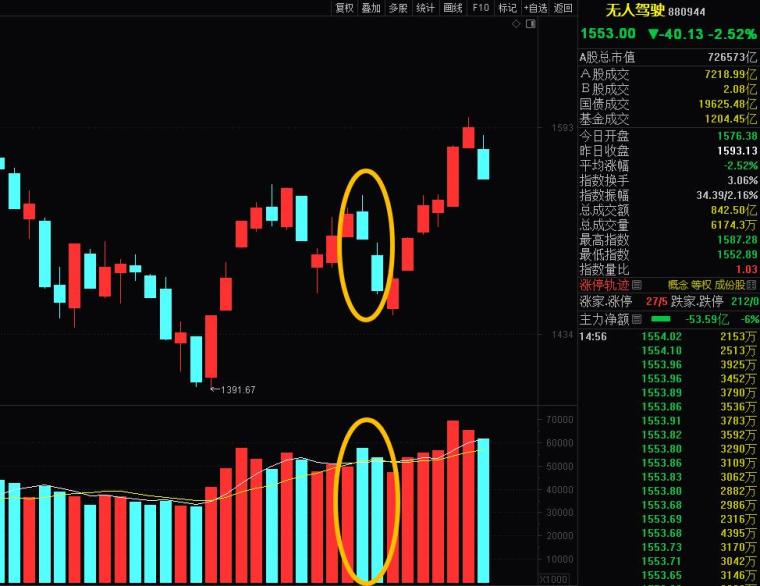 复权 叠加 多股 统计 画线 F10 标记 +自选 返回
无人驾驶 880944
1553.00 ▼-40.13 -2.52%
A股总市值 726573亿
A股成交 7218.99亿
B股成交 2.08亿
国债成交 19625.48亿
基金成交 1204.45亿
今日开盘 1576.38
昨日收盘 1593.13
平均涨幅 -2.52%
指数换手 3.06%
指数振幅 34.39/2.16%
总成交额 842.50亿
总成交量 6174.3万
最高指数 1587.28
最低指数 1552.89
指数量比 1.03
涨停轨迹 概念 等权 成份股
涨家.涨停 27/5 跌家.跌停 212/0
主力净额 -53.59亿 -6%
14:56 1554.02 2153万
1554.10 2513万
1553.96 3925万
1553.96 3452万
1553.89 3790万
1553.86 3536万
1553.91 3783万
1553.82 3592万
1553.80 3290万
1553.86 3109万
1553.83 3062万
1553.80 2882万
1553.68 2986万
1553.69 2316万
1553.68 4395万
1553.73 3170万
1553.71 3042万
1553.65 3146万
1593
1434
←1391.67
70000
60000
50000
40000
30000
20000
10000
X1000